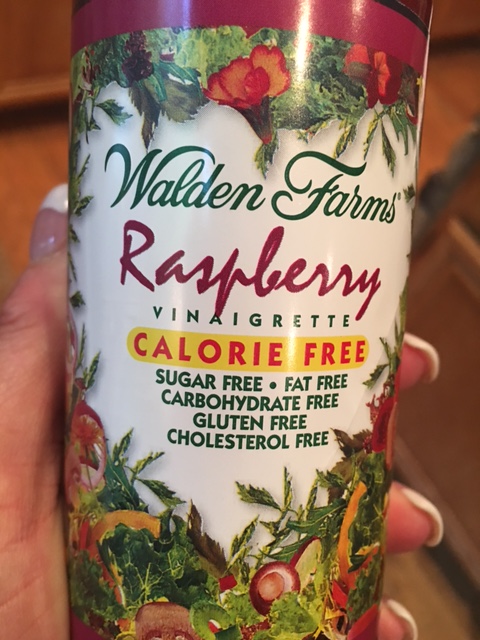 Walden Farms®
Raspberry
VINAIGRETTE
CALORIE FREE
SUGAR FREE • FAT FREE
CARBOHYDRATE FREE
GLUTEN FREE
CHOLESTEROL FREE